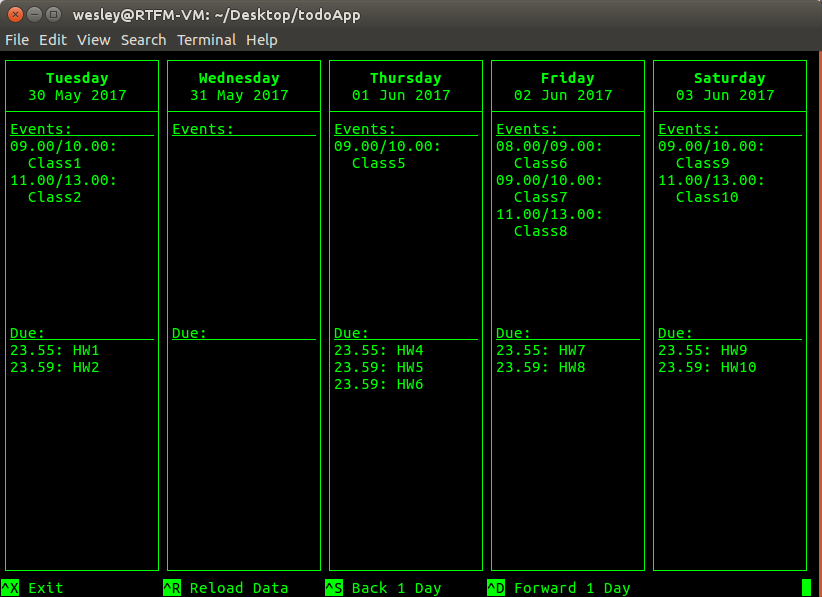 wesley@RTFM-VM: ~/Desktop/todoApp
File Edit View Search Terminal Help
Tuesday
30 May 2017
Events:
09.00/10.00:
Class1
11.00/13.00:
Class2
Due:
23.55: HW1
23.59: HW2
Wednesday
31 May 2017
Events:
Due:
Thursday
01 Jun 2017
Events:
09.00/10.00:
Class5
Due:
23.55: HW4
23.59: HW5
23.59: HW6
Friday
02 Jun 2017
Events:
08.00/09.00:
Class6
09.00/10.00:
Class7
11.00/13.00:
Class8
Due:
23.55: HW7
23.59: HW8
Saturday
03 Jun 2017
Events:
09.00/10.00:
Class9
11.00/13.00:
Class10
Due:
23.55: HW9
23.59: HW10
^X Exit ^R Reload Data ^S Back 1 Day ^D Forward 1 Day